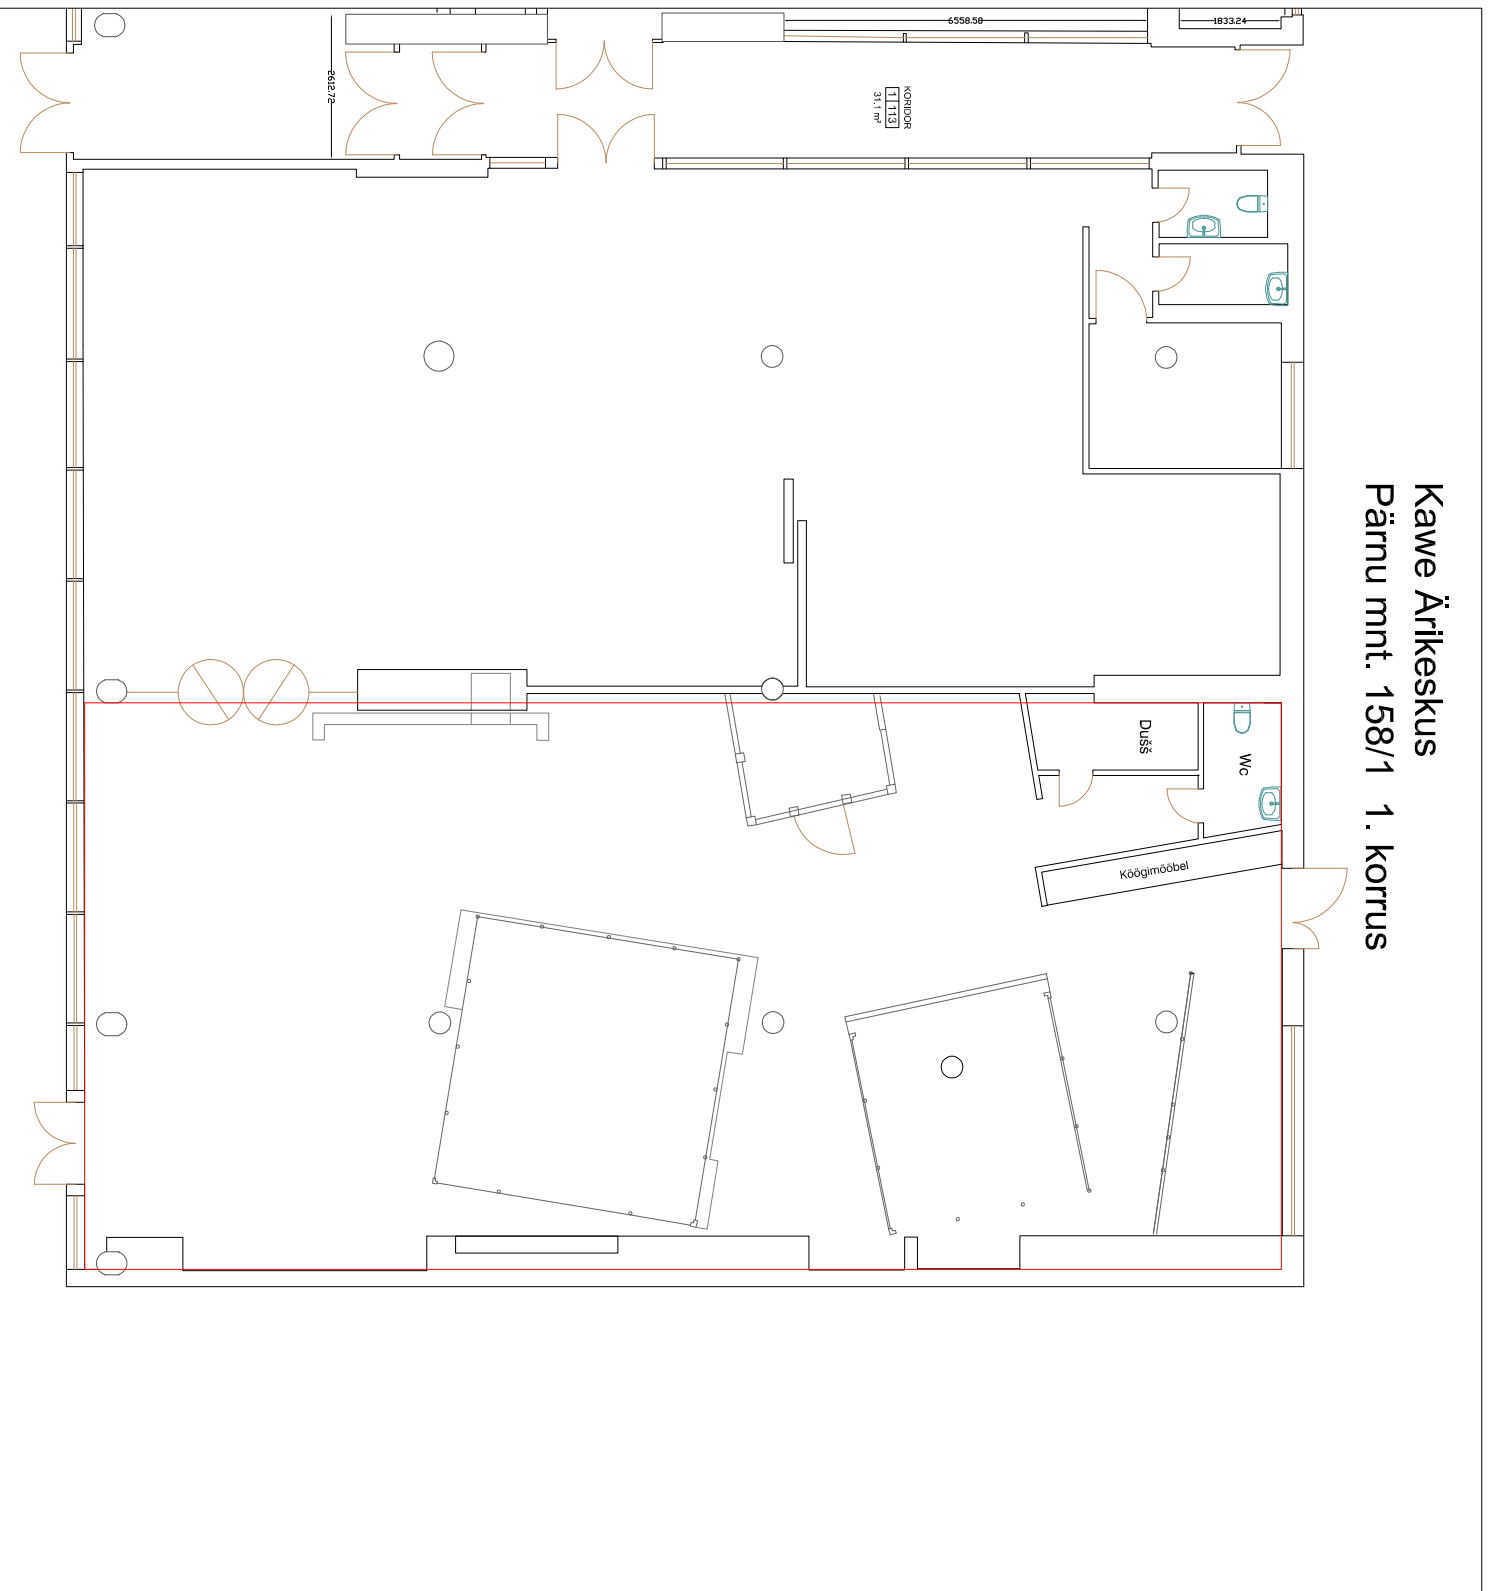 Kawe Ärikeskus
Pärnu mnt. 158/1 1. korrus
6558.58
1833.24
2612.72
KORIDOR
1 113
31.1 m²
Dušš
Wc
Köögimööbel